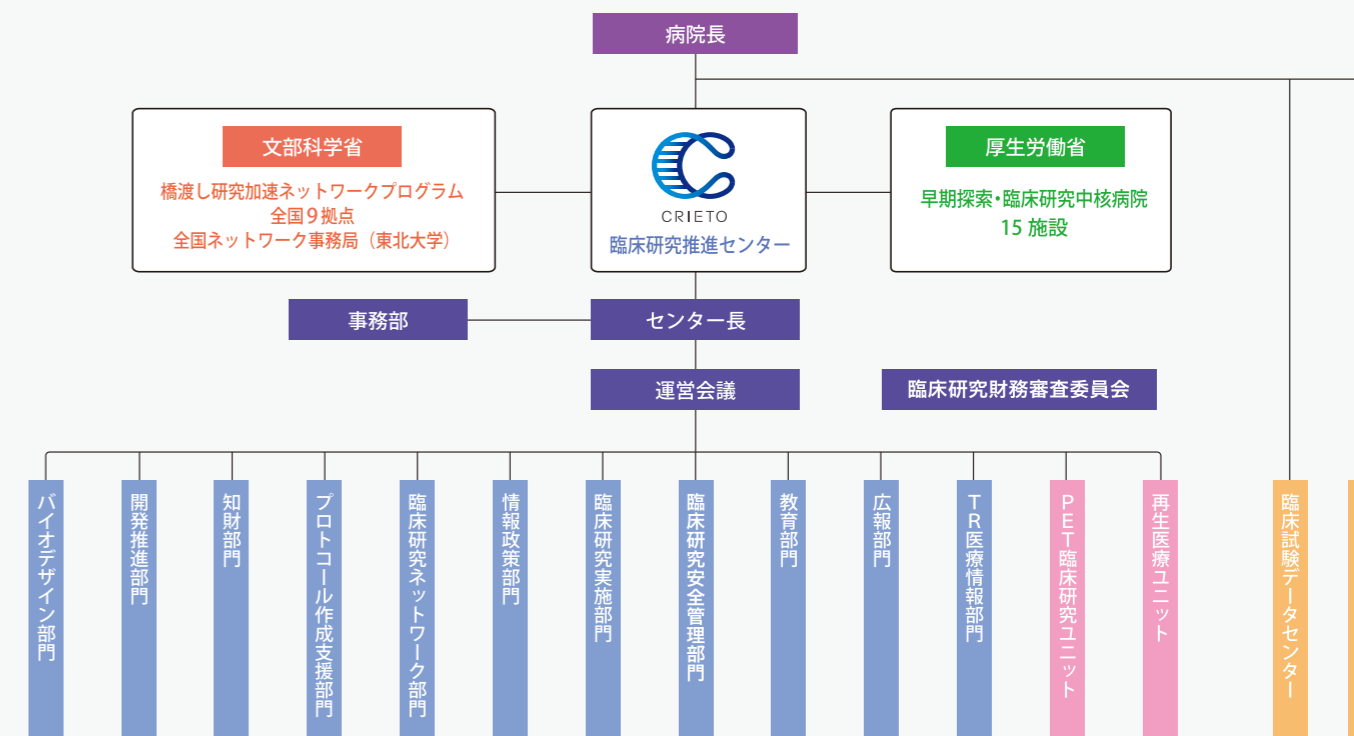 病院長
文部科学省
橋渡し研究加速ネットワークプログラム
全国9拠点
全国ネットワーク事務局（東北大学）
CRIETO
臨床研究推進センター
厚生労働省
早期探索・臨床研究中核病院
15 施設
事務部
センター長
運営会議
臨床研究財務審査委員会
バイオデザイン部門
開発推進部門
知財部門
プロトコール作成支援部門
臨床研究ネットワーク部門
情報政策部門
臨床研究実施部門
臨床研究安全管理部門
教育部門
広報部門
TR医療情報部門
PET臨床研究ユニット
再生医療ユニット
臨床試験データセンター